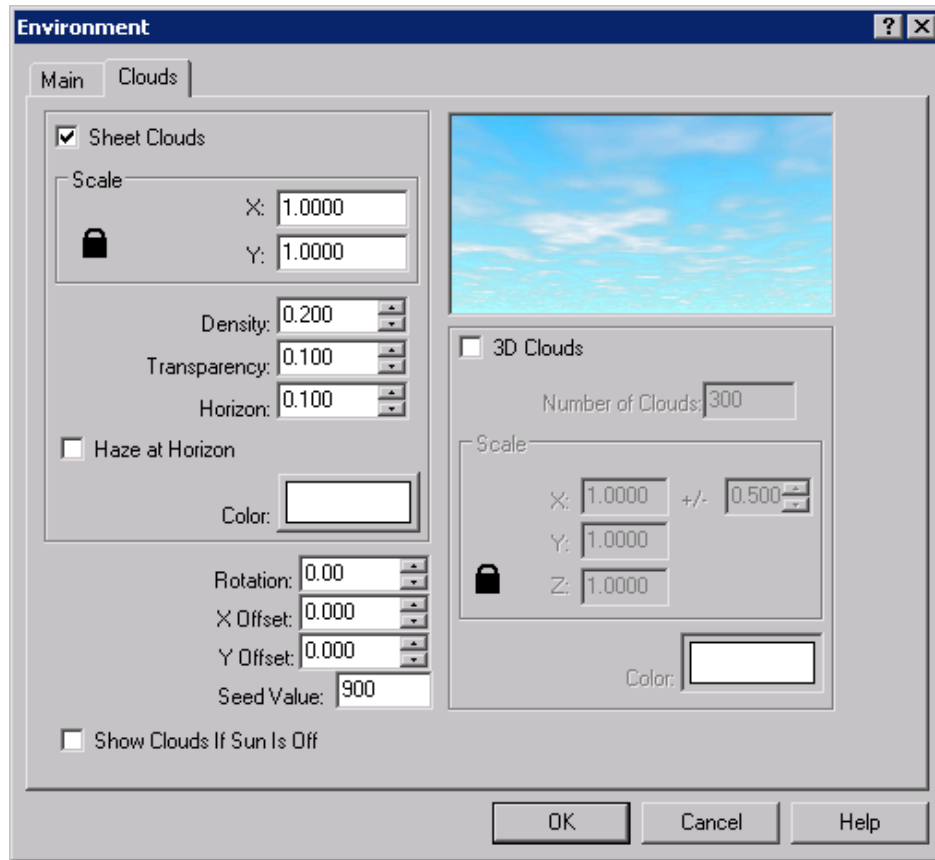 Environment
Main Clouds
Sheet Clouds
Scale
X: 1.0000
Y: 1.0000
Density: 0.200
Transparency: 0.100
Horizon: 0.100
Haze at Horizon
Color:
Rotation: 0.00
X Offset: 0.000
Y Offset: 0.000
Seed Value: 900
Show Clouds If Sun Is Off
3D Clouds
Number of Clouds: 300
Scale
X: 1.0000 +/- 0.500
Y: 1.0000
Z: 1.0000
Color:
OK Cancel Help